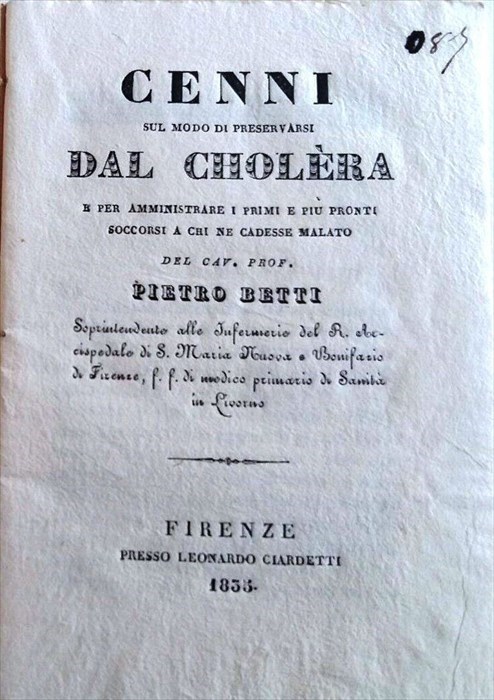 CENNI
SUL MODO DI PRESERVARSI
DAL CHOLÈRA
E PER AMMINISTRARE I PRIMI E PIÙ PRONTI
SOCCORSI A CHI NE CADESSE MALATO
DEL CAV. PROF.
PIETRO BETTI
Soprintendente alle Infermerie del R. Ar-
cispedale di S. Maria Nuova e Bonifazio
di Firenze, f. f. di medico primario di Sanità
in Livorno
FIRENZE
PRESSO LEONARDO CIARDETTI
1835.